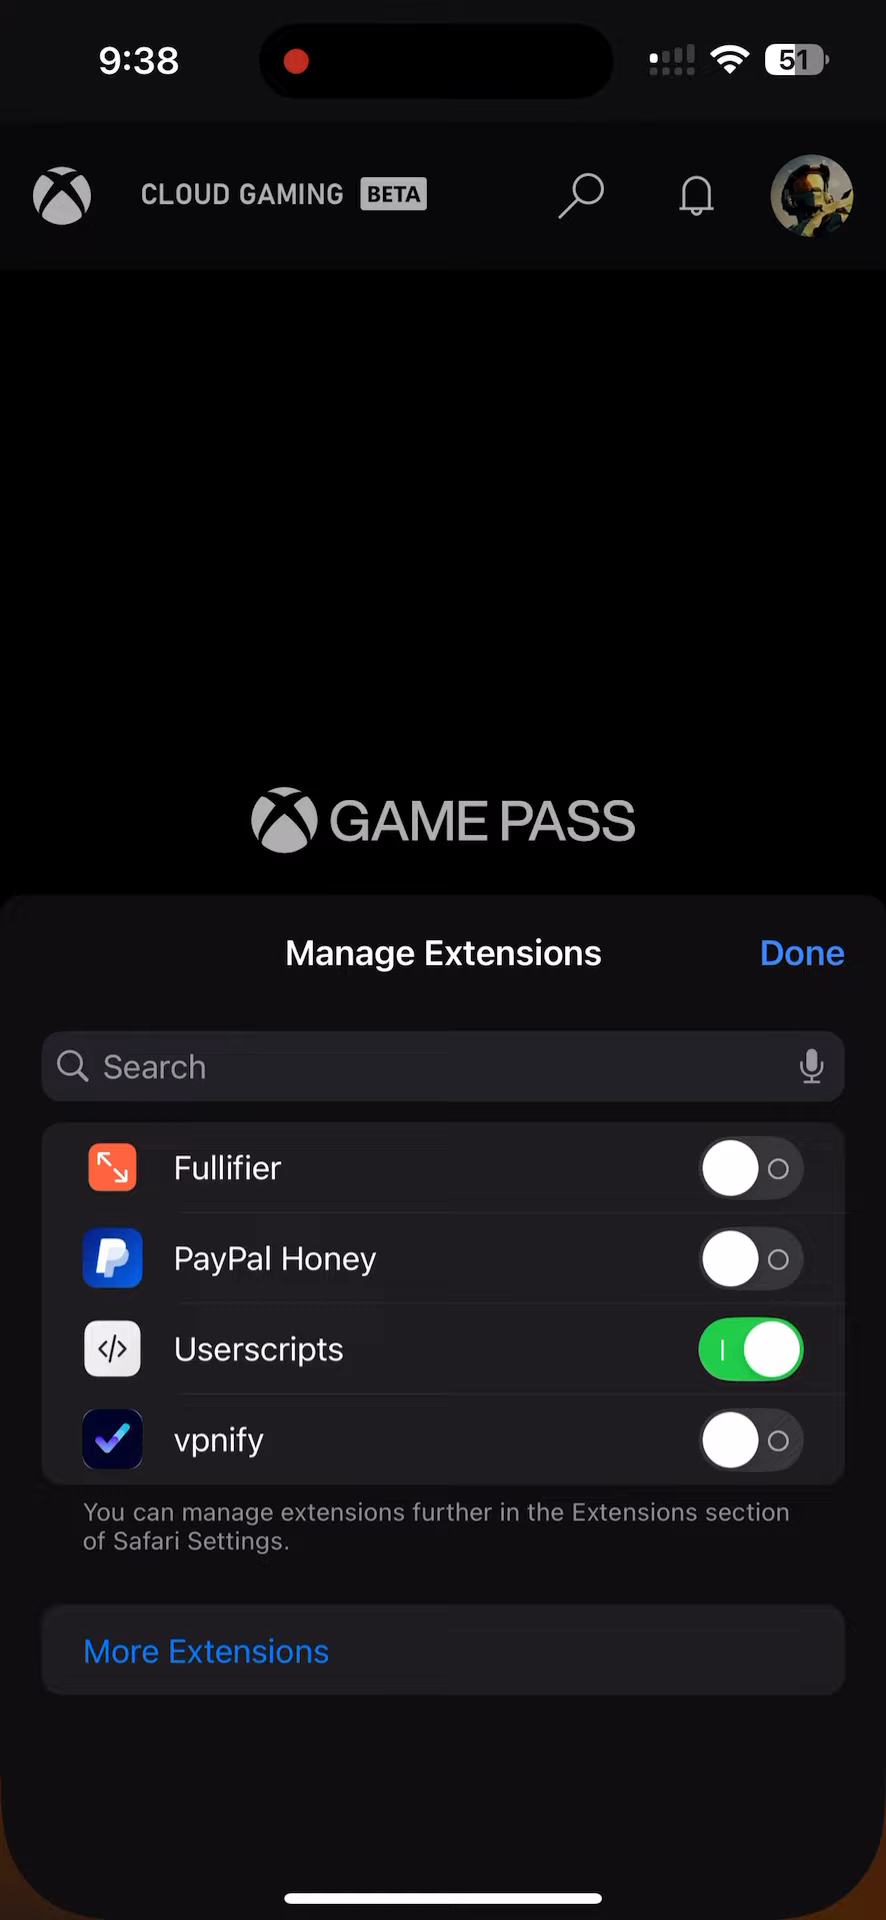 9:38
51
CLOUD GAMING BETA
GAME PASS
Manage Extensions
Done
Search
Fullifier
PayPal Honey
Userscripts
vpnify
You can manage extensions further in the Extensions section
of Safari Settings.
More Extensions